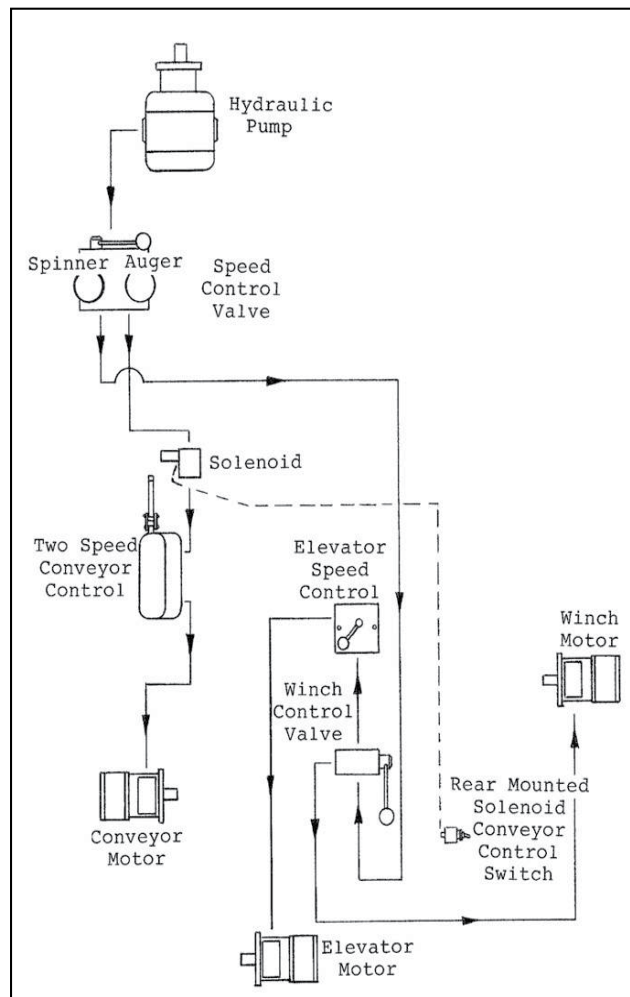 Hydraulic
Pump
Spinner Auger
Speed
Control
Valve
Solenoid
Two Speed
Conveyor
Control
Elevator
Speed
Control
Winch
Motor
Winch
Control
Valve
Rear Mounted
Solenoid
Conveyor
Control
Switch
Conveyor
Motor
Elevator
Motor